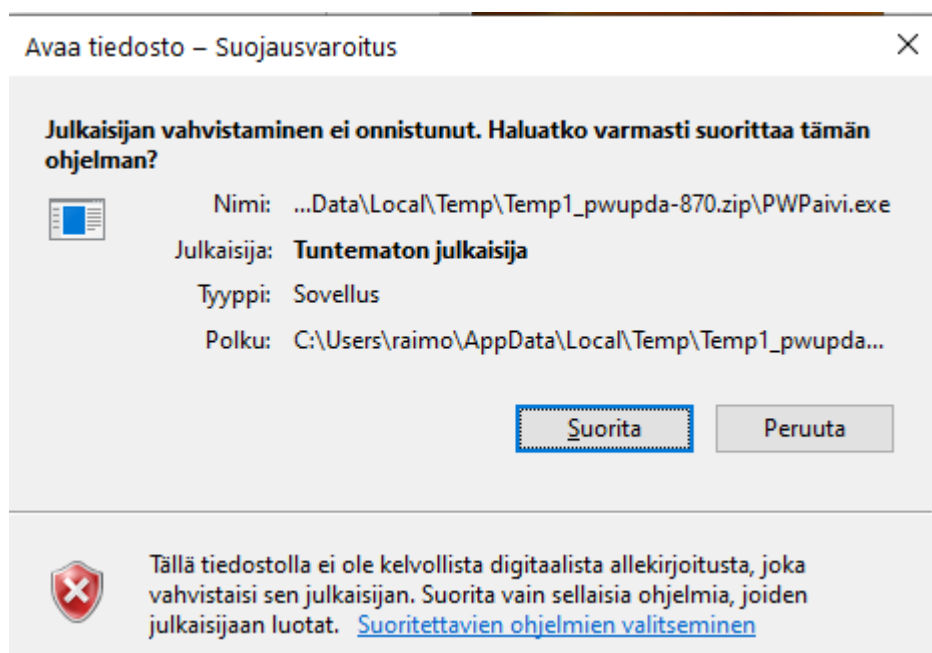 Avaa tiedosto – Suojausvaroitus
Julkaisijan vahvistaminen ei onnistunut. Haluatko varmasti suorittaa tämän
ohjelman?
Nimi: ...Data\Local\Temp\Temp1_pwupda-870.zip\PWPaivi.exe
Julkaisija: Tuntematon julkaisija
Tyyppi: Sovellus
Polku: C:\Users\raimo\AppData\Local\Temp\Temp1_pwupda...
Suorita Peruuta
Tällä tiedostolla ei ole kelvollista digitaalista allekirjoitusta, joka
vahvistaisi sen julkaisijan. Suorita vain sellaisia ohjelmia, joiden
julkaisijaan luotat. Suoritettavien ohjelmien valitseminen